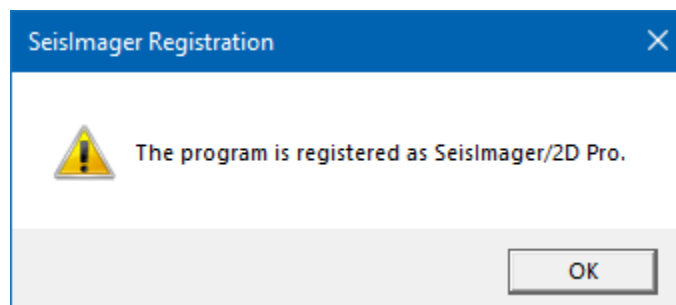 SeisImager Registration
The program is registered as SeisImager/2D Pro.
OK